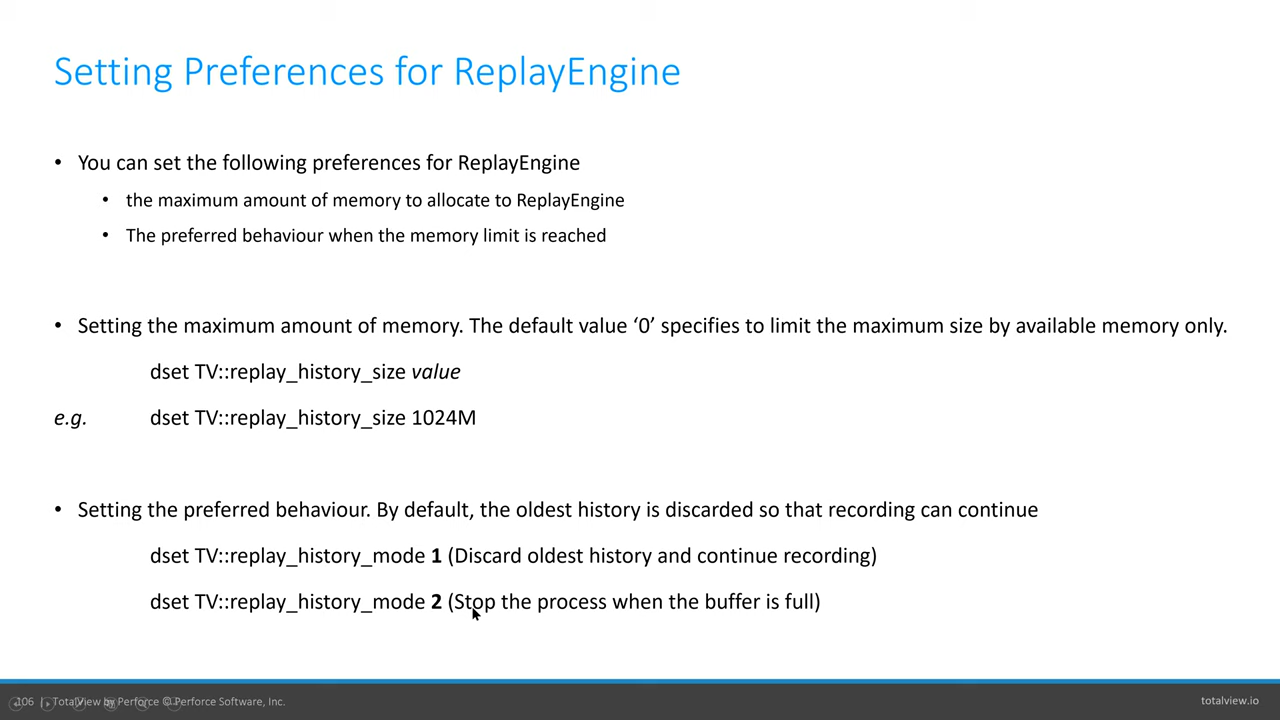 Setting Preferences for ReplayEngine
• You can set the following preferences for ReplayEngine
• the maximum amount of memory to allocate to ReplayEngine
• The preferred behaviour when the memory limit is reached
• Setting the maximum amount of memory. The default value ‘0’ specifies to limit the maximum size by available memory only.
dset TV::replay_history_size value
e.g. dset TV::replay_history_size 1024M
• Setting the preferred behaviour. By default, the oldest history is discarded so that recording can continue
dset TV::replay_history_mode 1 (Discard oldest history and continue recording)
dset TV::replay_history_mode 2 (Stop the process when the buffer is full)
106 | TotalView by Perforce © Perforce Software, Inc.
totalview.io